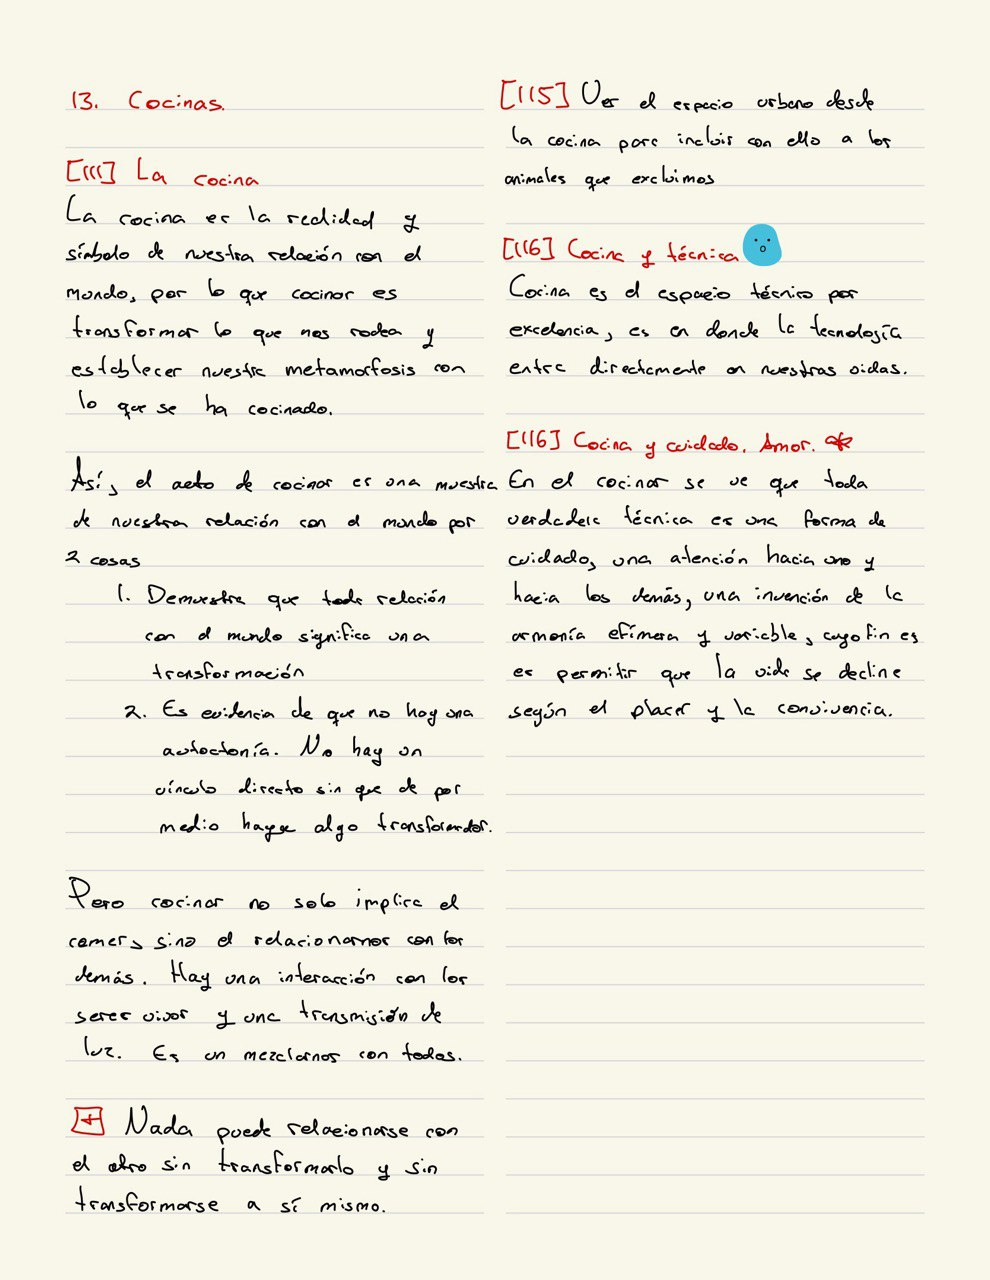 13. Cocinas.
[111] La cocina
La cocina es la realidad y
símbolo de nuestra relación con el
mundo, por lo que cocinar es
transformar lo que nos rodea y
establecer nuestra metamorfosis con
lo que se ha cocinado.
Así, el acto de cocinar es una muestra
de nuestra relación con el mundo por
2 cosas
1. Demuestra que toda relación
con el mundo significa una
transformación
2. Es evidencia de que no hay una
autoctonía. No hay un
vínculo directo sin que de por
medio haya algo transformador.
Pero cocinar no solo implica el
comer, sino el relacionarnos con los
demás. Hay una interacción con los
seres vivos y una transmisión de
luz. Es un mezclarnos con todas.
+ Nada puede relacionarse con
el otro sin transformarlo y sin
transformarse a sí mismo.
[115] Ver el espacio urbano desde
la cocina para incluir con ello a los
animales que excluimos
[116] Cocina y técnica
Cocina es el espacio técnico por
excelencia, es en donde la tecnología
entra directamente en nuestras vidas.
[116] Cocina y cuidado. Amor.
En el cocinar se ve que toda
verdadera técnica es una forma de
cuidado, una atención hacia uno y
hacia los demás, una invención de la
armonía efímera y variable, cuyo fin es
es permitir que la vida se decline
según el placer y la convivencia.